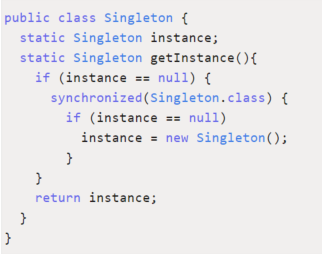 public class Singleton {
  static Singleton instance;
  static Singleton getInstance(){
    if (instance == null) {
      synchronized(Singleton.class) {
        if (instance == null)
          instance = new Singleton();
        }
    }
    return instance;
  }
}